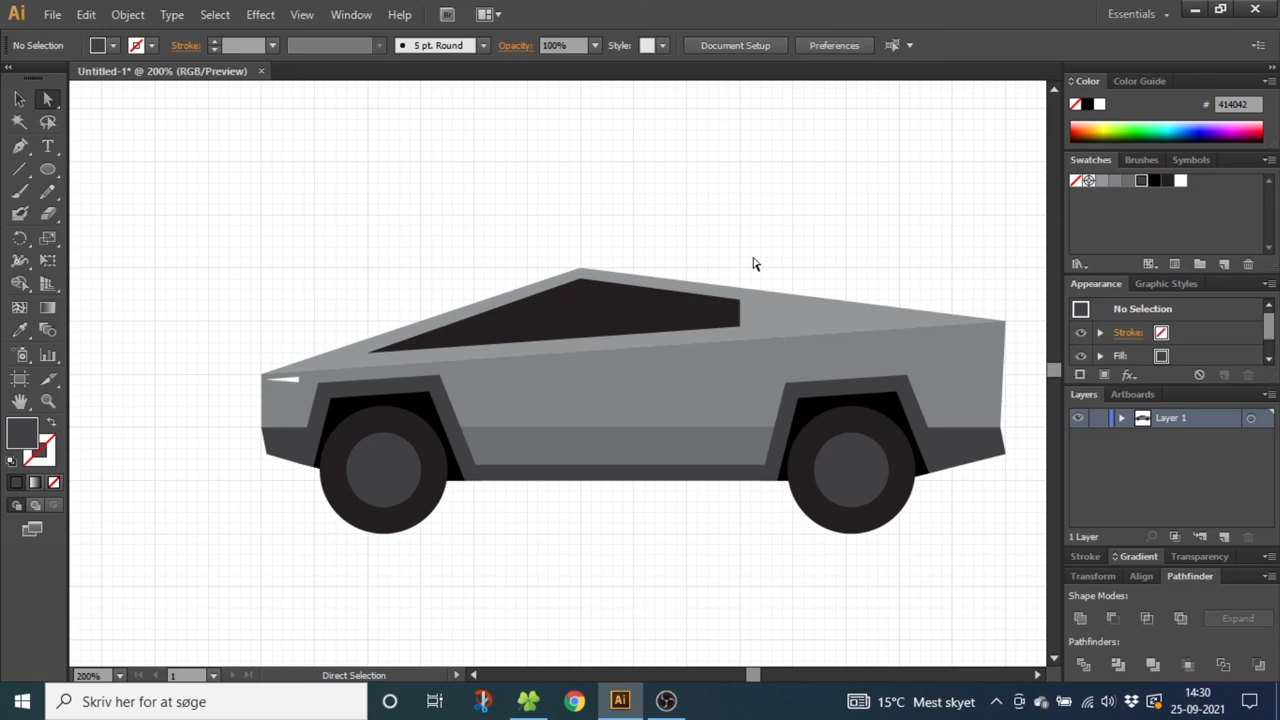 Ai File Edit Object Type Select Effect View Window Help Br Essentials
No Selection Stroke: 5 pt. Round Opacity: 100% Style: Document Setup Preferences
Untitled-1* @ 200% (RGB/Preview)
Color Color Guide
# 414042
Swatches Brushes Symbols
Appearance Graphic Styles
No Selection
Stroke:
Fill:
fx
Layers Artboards
Layer 1
1 Layer
Stroke Gradient Transparency
Transform Align Pathfinder
Shape Modes:
Expand
Pathfinders:
200% 1 Direct Selection
Skriv her for at søge Ai 15°C Mest skyet 14:30
25-09-2021